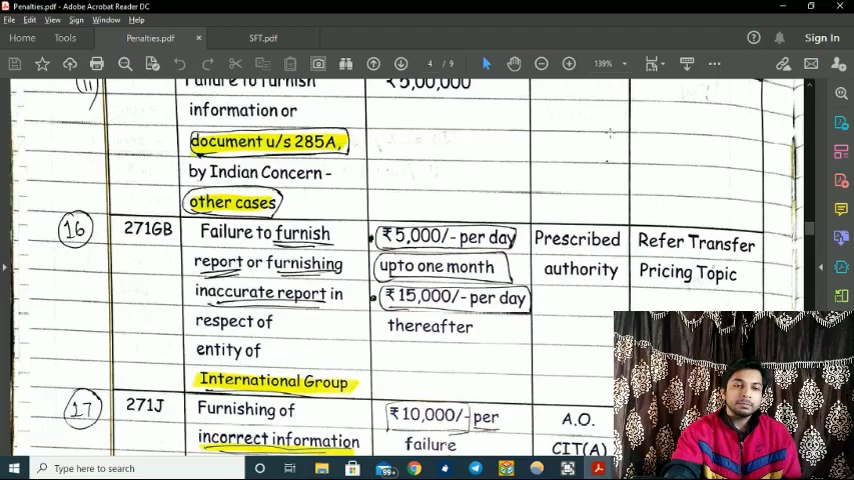 Penalties.pdf - Adobe Acrobat Reader DC
File Edit View Sign Window Help
Home Tools Penalties.pdf × SFT.pdf Sign In
4 / 9 139%
(ii) Failure to furnish ₹5,00,000
information or
document u/s 285A,
by Indian Concern -
other cases
16 271GB Failure to furnish ₹5,000/- per day Prescribed Refer Transfer
report or furnishing upto one month authority Pricing Topic
inaccurate report in ₹15,000/- per day
respect of thereafter
entity of
International Group
17 271J Furnishing of ₹10,000/- per A.O.
incorrect information failure CIT(A)
Type here to search 99+